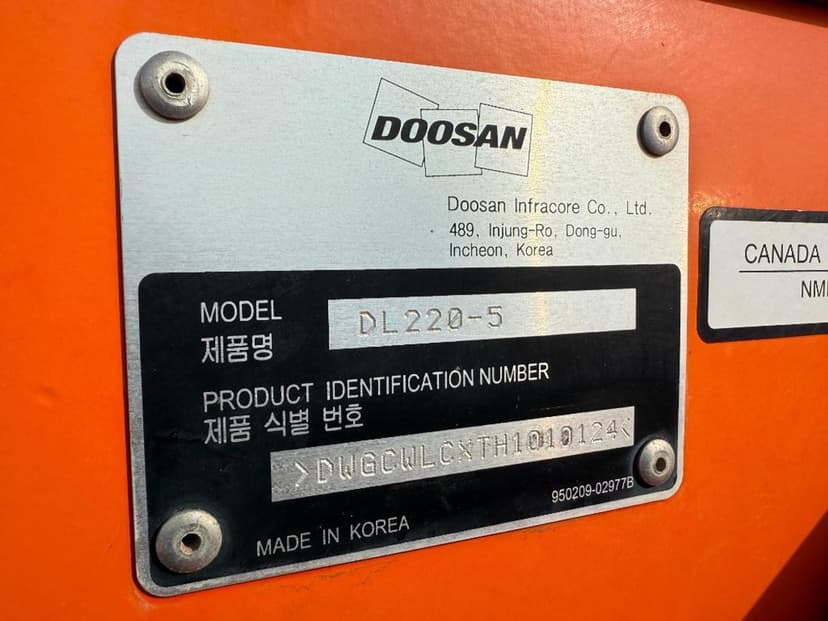 DOOSAN
Doosan Infracore Co., Ltd.
489, Injung-Ro, Dong-gu,
Incheon, Korea
MODEL
제품명
DL220-5
PRODUCT IDENTIFICATION NUMBER
제품 식별 번호
>DWGCWLCXTH1010124<
950209-02977B
MADE IN KOREA
CANADA